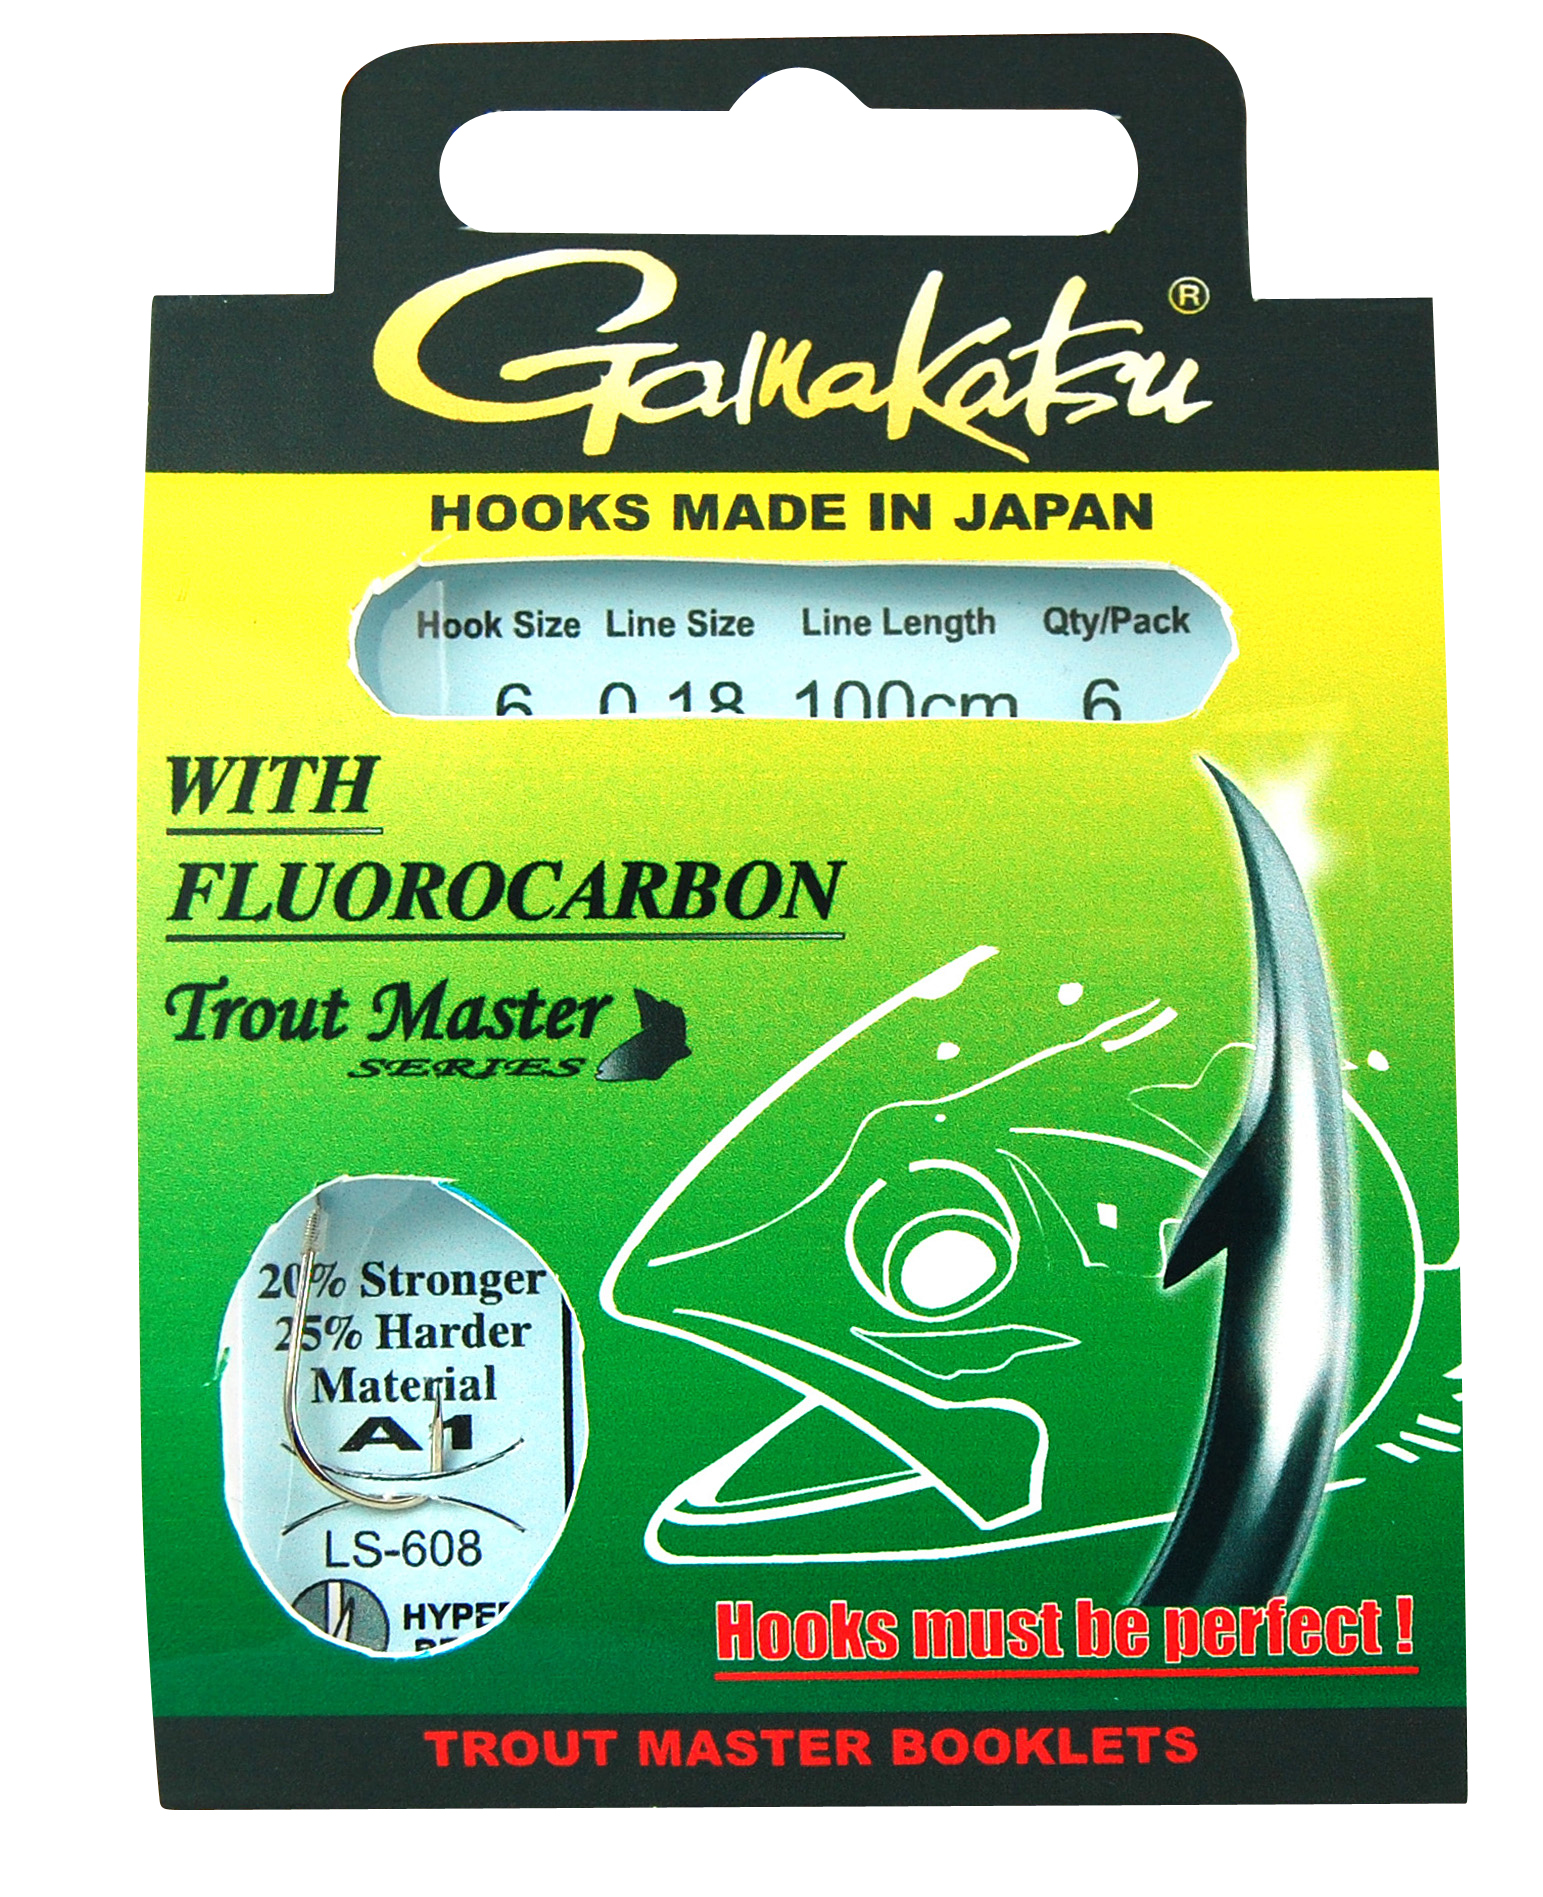 Gamakatsu ®
HOOKS MADE IN JAPAN
Hook Size Line Size Line Length Qty/Pack
6 0.18 100cm 6
WITH
FLUOROCARBON
Trout Master
SERIES
20% Stronger
25% Harder
Material
A1
LS-608
HYPER
Hooks must be perfect !
TROUT MASTER BOOKLETS